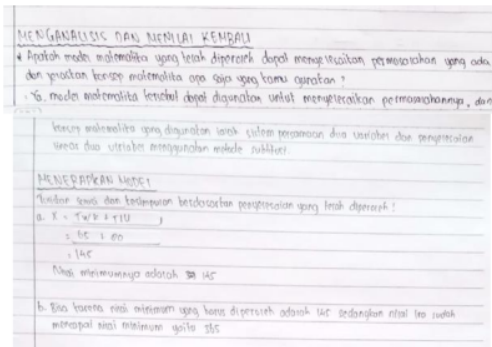 MENGANALISIS DAN MENILAI KEMBALI
* Apakah model matematika yang telah diperoleh dapat menyelesaikan permasalahan yang ada
dan jelaskan konsep matematika apa saja yang kamu gunakan ?
. Ya, model matematika tersebut dapat digunakan untuk menyelesaikan permasalahannya, dan
konsep matematika yang digunakan ialah sistem persamaan dua variabel dan penyelesaian
linear dua variabel menggunakan metode subtitusi.
MENERAPKAN MODEL
Tuliskan solusi dan kesimpulan berdasarkan penyelesaian yang telah diperoleh !
a. X = TWK + TIU
= 65 + 80
= 145
Nilai minimumnya adalah 145
b. Bisa karena nilai minimum yang harus diperoleh adalah 145 sedangkan nilai Ira sudah
mencapai nilai minimum yaitu 365